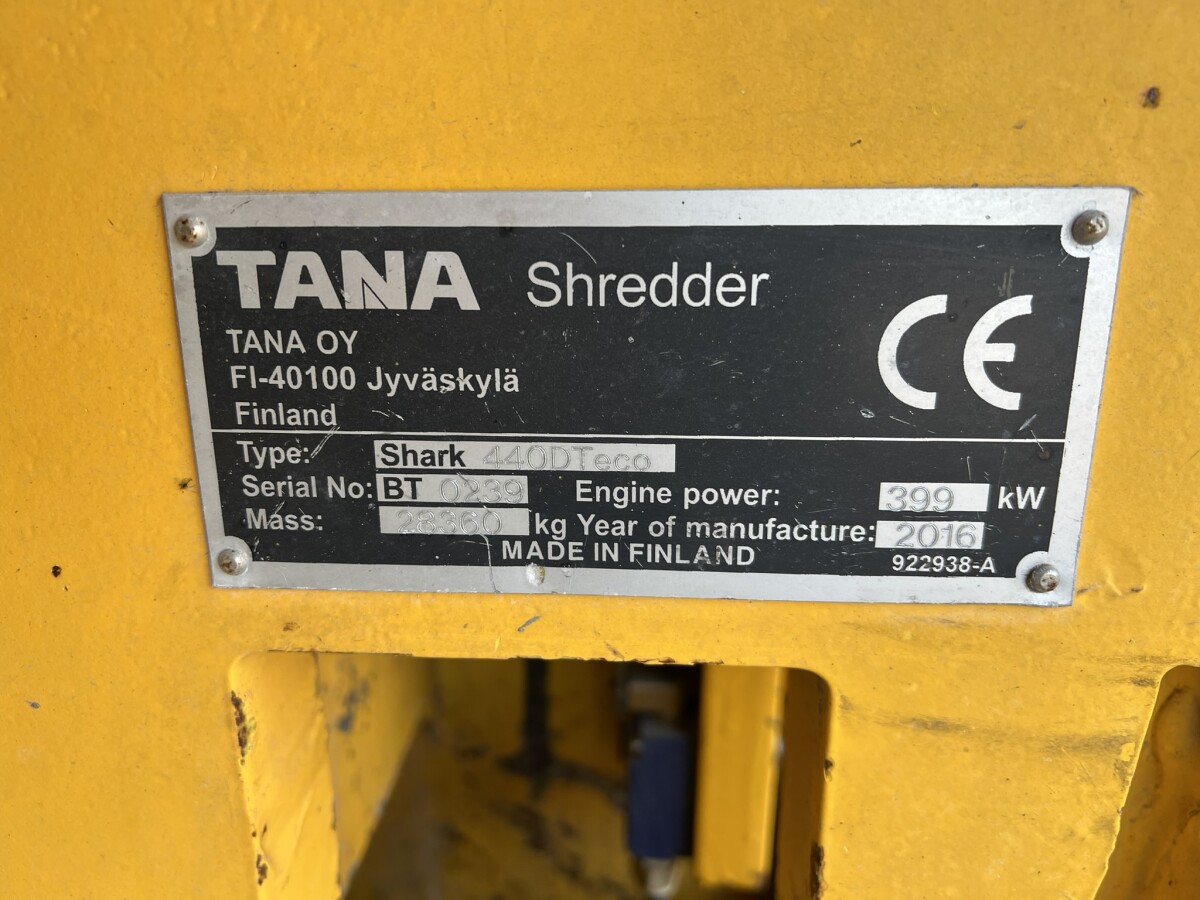 TANA Shredder
TANA OY
FI-40100 Jyväskylä
Finland
CE
Type: Shark 440DTeco
Serial No: BT 0239 Engine power: 399 kW
Mass: 28360 kg Year of manufacture: 2016
MADE IN FINLAND 922938-A